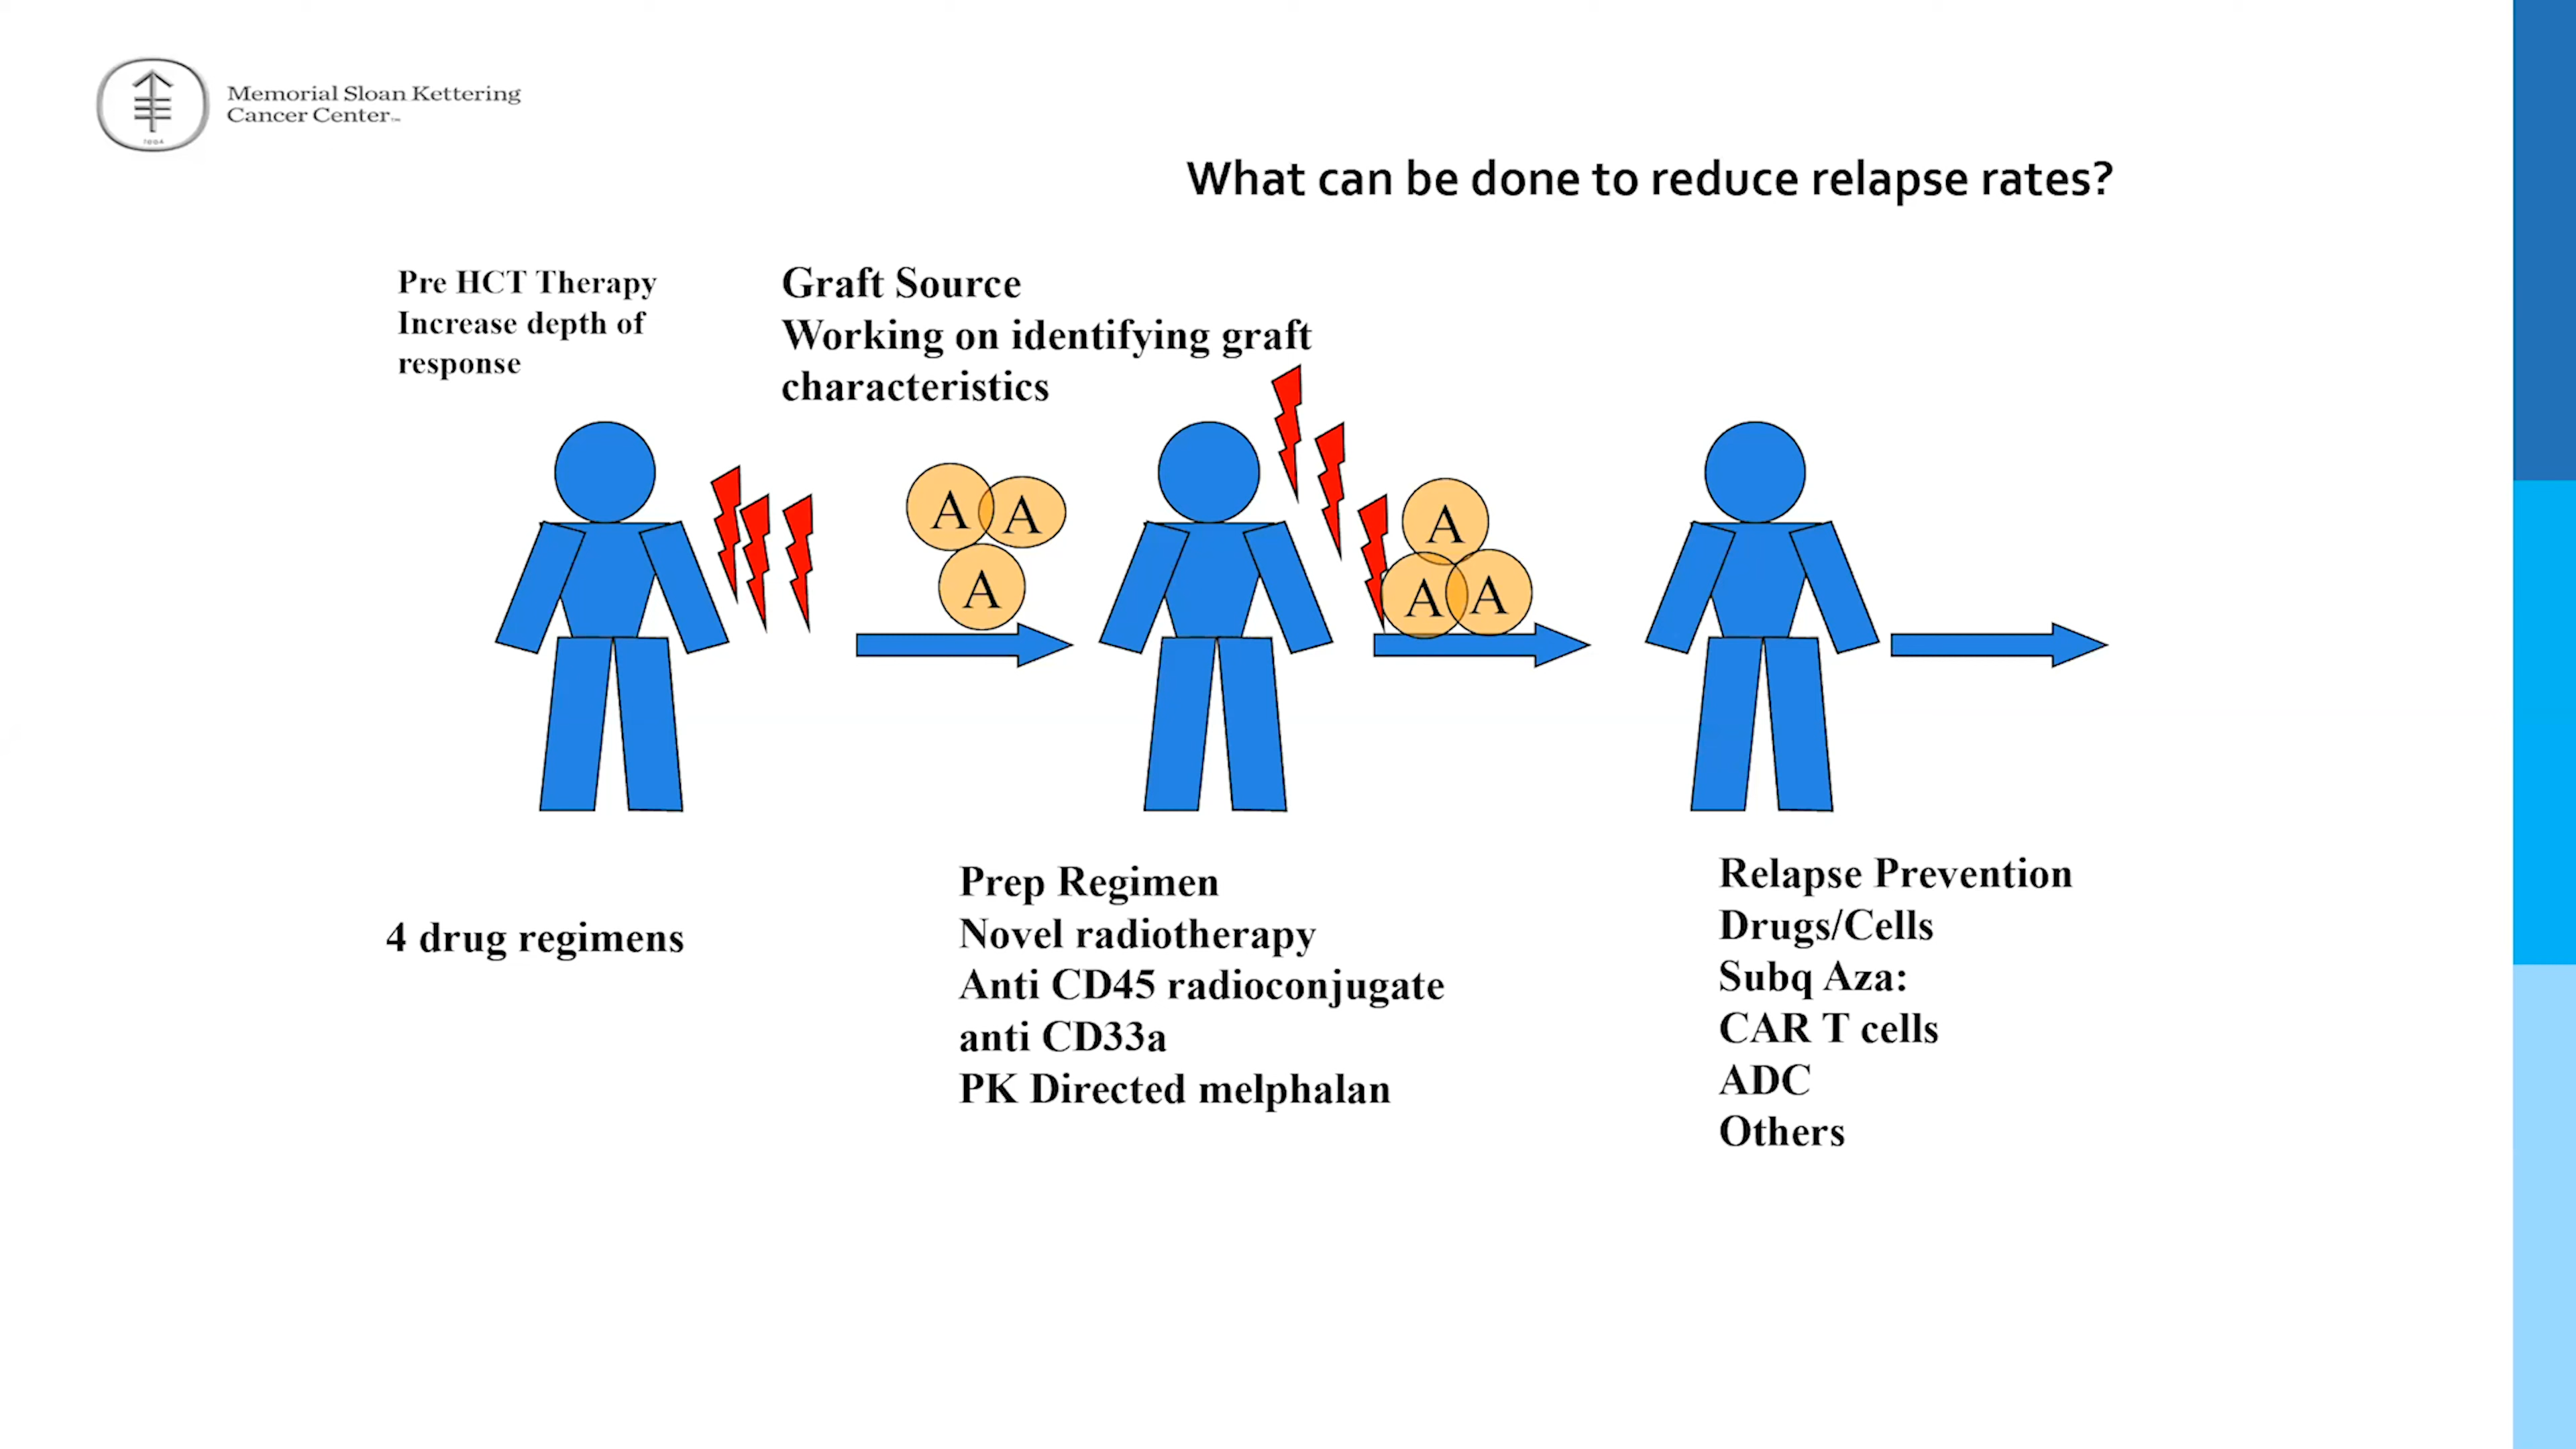 Memorial Sloan Kettering
Cancer Center
What can be done to reduce relapse rates?
Pre HCT Therapy
Increase depth of
response
Graft Source
Working on identifying graft
characteristics
A
A
A
A
A
A
4 drug regimens
Prep Regimen
Novel radiotherapy
Anti CD45 radioconjugate
anti CD33a
PK Directed melphalan
Relapse Prevention
Drugs/Cells
Subq Aza:
CAR T cells
ADC
Others